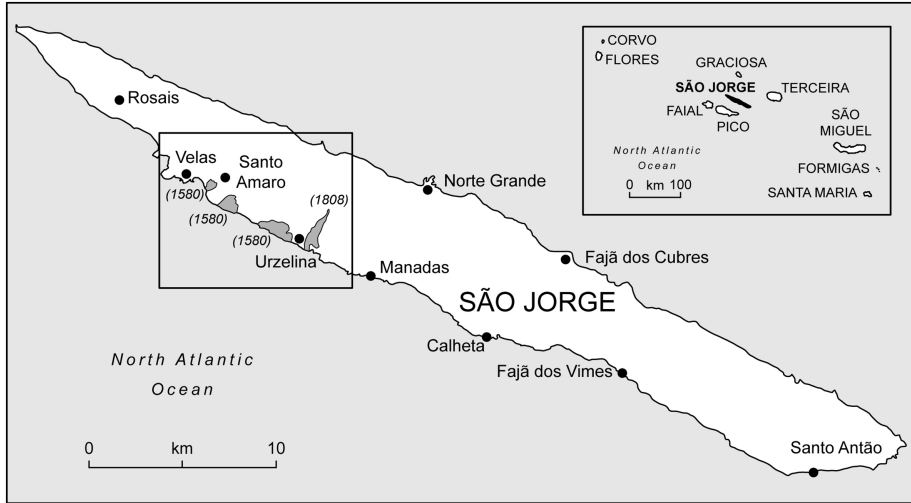 CORVO
FLORES
GRACIOSA
SÃO JORGE
TERCEIRA
FAIAL
PICO
SÃO
MIGUEL
North Atlantic
Ocean
FORMIGAS
0 km 100
SANTA MARIA
Rosais
Velas
Santo
Amaro
(1580)
(1808)
(1580)
(1580)
Urzelina
Norte Grande
Manadas
Fajã dos Cubres
SÃO JORGE
Calheta
Fajã dos Vimes
North Atlantic
Ocean
0 km 10
Santo Antão